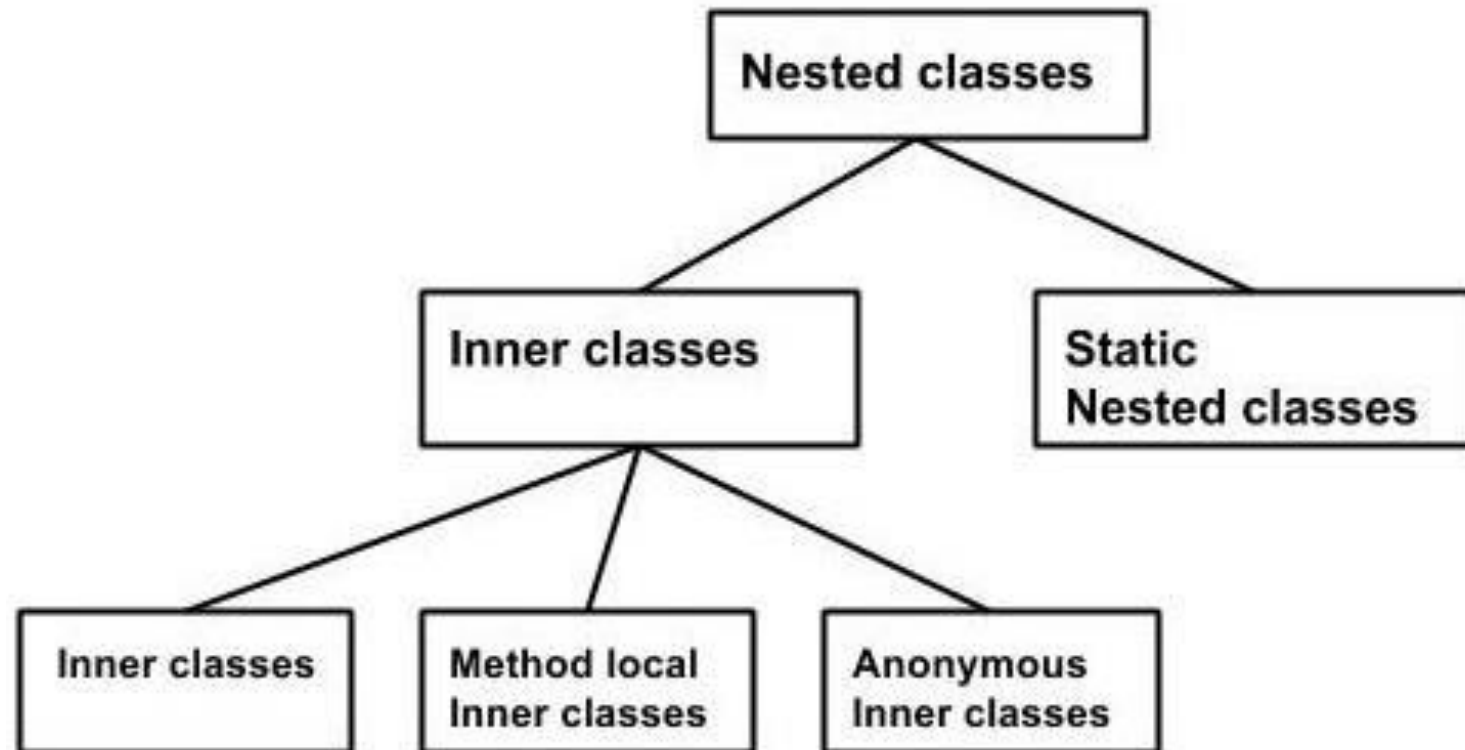 Nested classes
Inner classes
Static
Nested classes
Inner classes
Method local
Inner classes
Anonymous
Inner classes